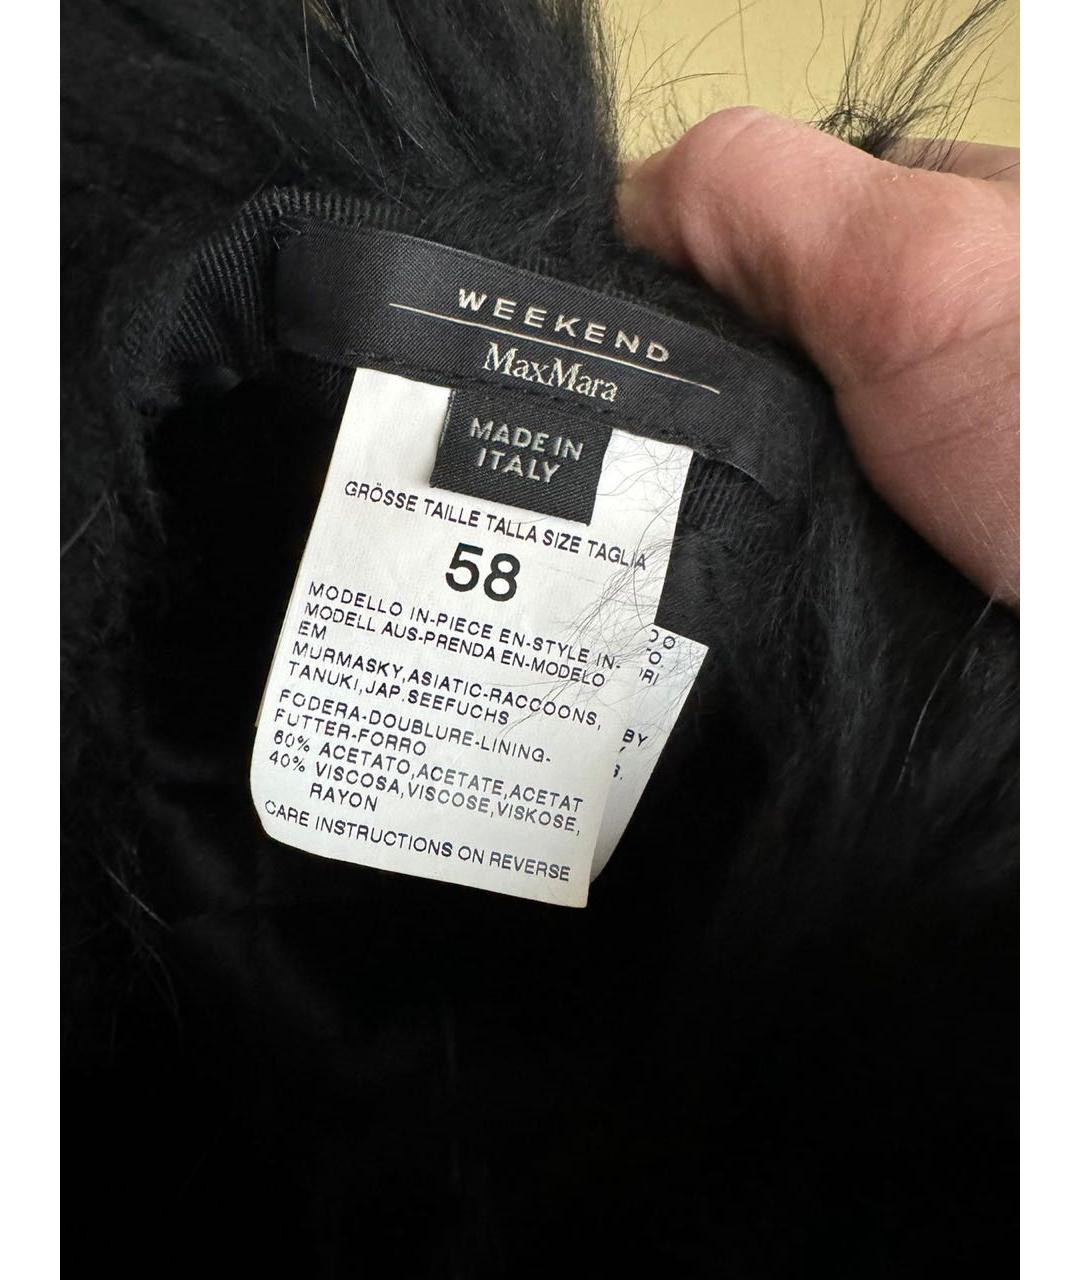 WEEKEND
MaxMara
MADE IN
ITALY
GRÖSSE TAILLE TALLA SIZE TAGLIA
58
MODELLO IN-PIECE EN-STYLE IN-
MODELL AUS-PRENDA EN-MODELO
EM
MURMASKY,ASIATIC-RACCOONS,
TANUKI,JAP.SEEFUCHS
FODERA-DOUBLURE-LINING-
FUTTER-FORRO
60% ACETATO,ACETATE,ACETAT
40% VISCOSA,VISCOSE,VISKOSE,
RAYON
CARE INSTRUCTIONS ON REVERSE
BY